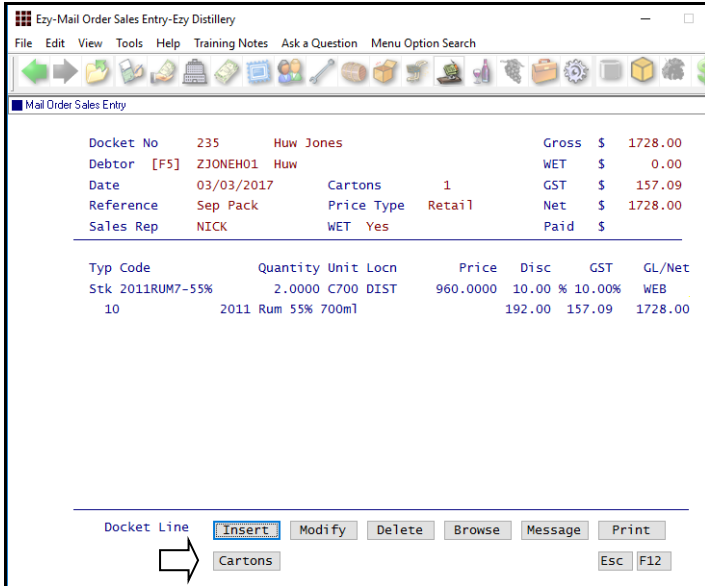 Ezy-Mail Order Sales Entry-Ezy Distillery
File Edit View Tools Help Training Notes Ask a Question Menu Option Search
Mail Order Sales Entry
Docket No 235 Huw Jones Gross $ 1728.00
Debtor [F5] ZJONEH01 Huw WET $ 0.00
Date 03/03/2017 Cartons 1 GST $ 157.09
Reference Sep Pack Price Type Retail Net $ 1728.00
Sales Rep NICK WET Yes Paid $
Typ Code Quantity Unit Locn Price Disc GST GL/Net
Stk 2011RUM7-55% 2.0000 C700 DIST 960.0000 10.00 % 10.00% WEB
10 2011 Rum 55% 700ml 192.00 157.09 1728.00
Docket Line Insert Modify Delete Browse Message Print
Cartons Esc F12